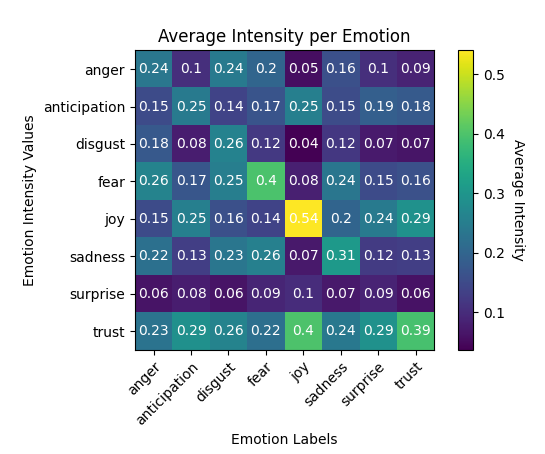 Average Intensity per Emotion
anger 0.24 0.1 0.24 0.2 0.05 0.16 0.1 0.09
anticipation 0.15 0.25 0.14 0.17 0.25 0.15 0.19 0.18
disgust 0.18 0.08 0.26 0.12 0.04 0.12 0.07 0.07
fear 0.26 0.17 0.25 0.4 0.08 0.24 0.15 0.16
joy 0.15 0.25 0.16 0.14 0.54 0.2 0.24 0.29
sadness 0.22 0.13 0.23 0.26 0.07 0.31 0.12 0.13
surprise 0.06 0.08 0.06 0.09 0.1 0.07 0.09 0.06
trust 0.23 0.29 0.26 0.22 0.4 0.24 0.29 0.39
anger anticipation disgust fear joy sadness surprise trust
Emotion Labels
Emotion Intensity Values
0.5
0.4
0.3
0.2
0.1
Average Intensity